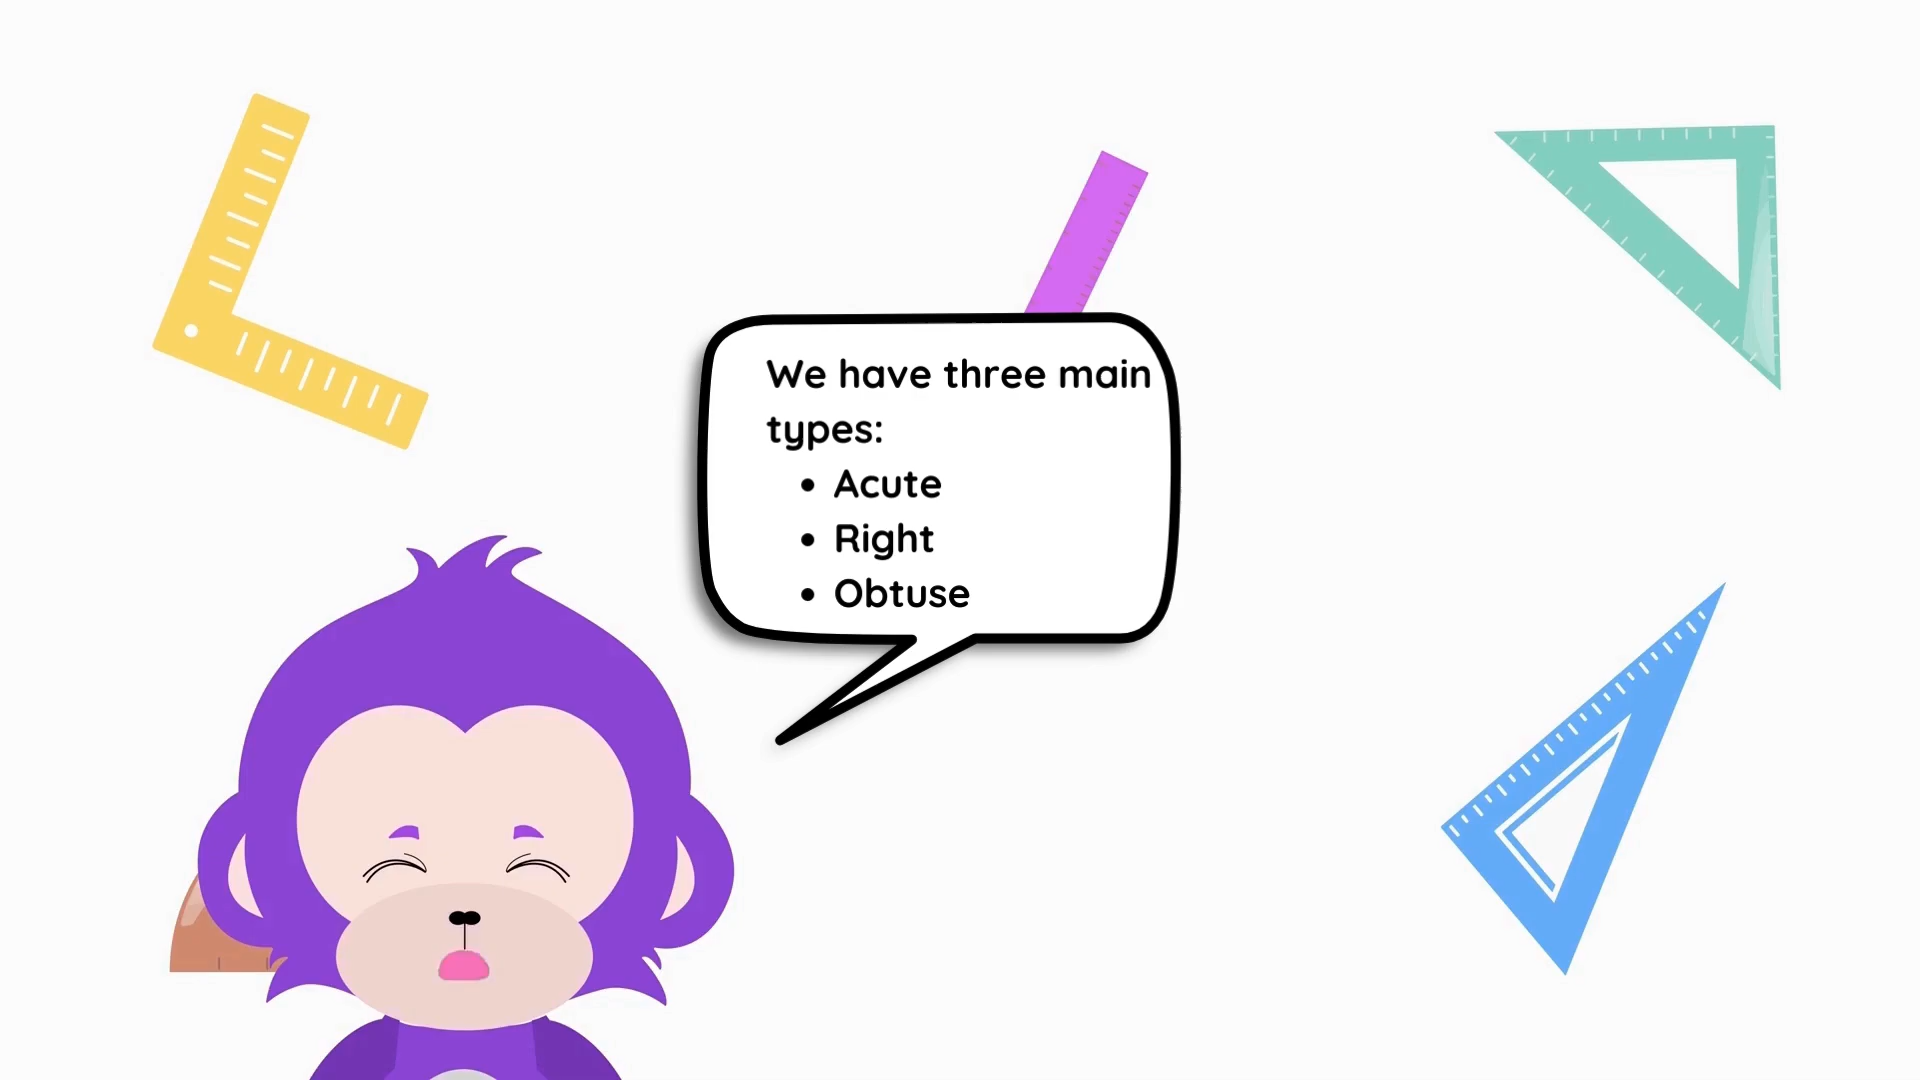 We have three main
types:
• Acute
• Right
• Obtuse